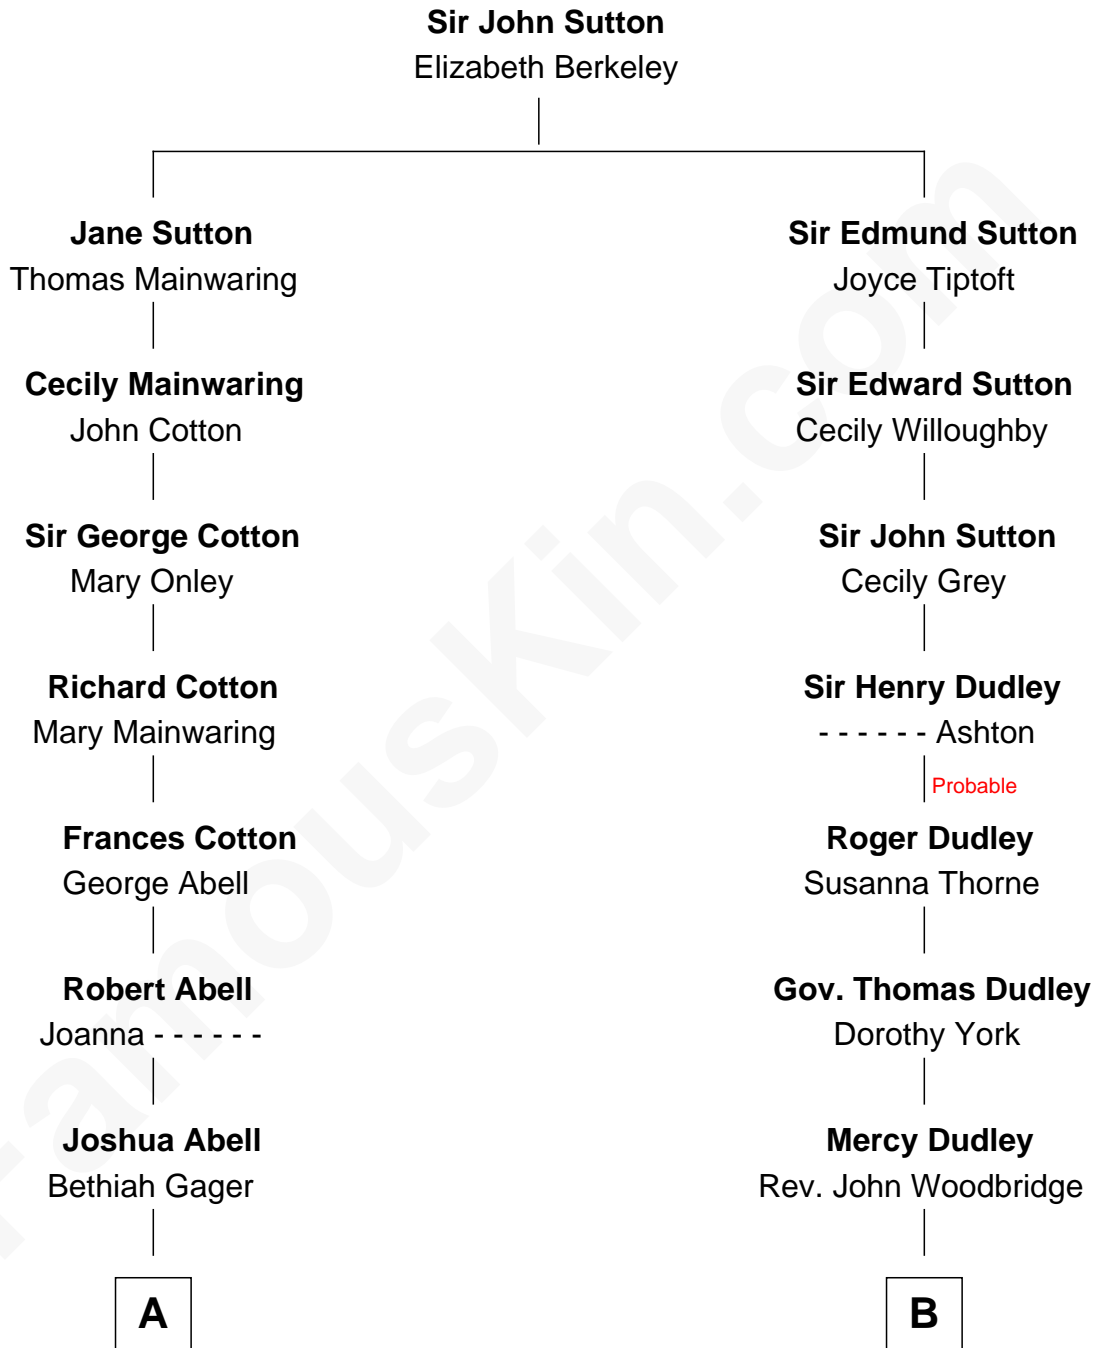 Sir John Sutton
Elizabeth Berkeley
Jane Sutton
Thomas Mainwaring
Sir Edmund Sutton
Joyce Tiptoft
Cecily Mainwaring
John Cotton
Sir Edward Sutton
Cecily Willoughby
Sir George Cotton
Mary Onley
Sir John Sutton
Cecily Grey
Richard Cotton
Mary Mainwaring
Sir Henry Dudley
- - - - - - Ashton
Probable
Frances Cotton
George Abell
Roger Dudley
Susanna Thorne
Robert Abell
Joanna - - - - - -
Gov. Thomas Dudley
Dorothy York
Joshua Abell
Bethiah Gager
Mercy Dudley
Rev. John Woodbridge
A
B
FamousKin.com